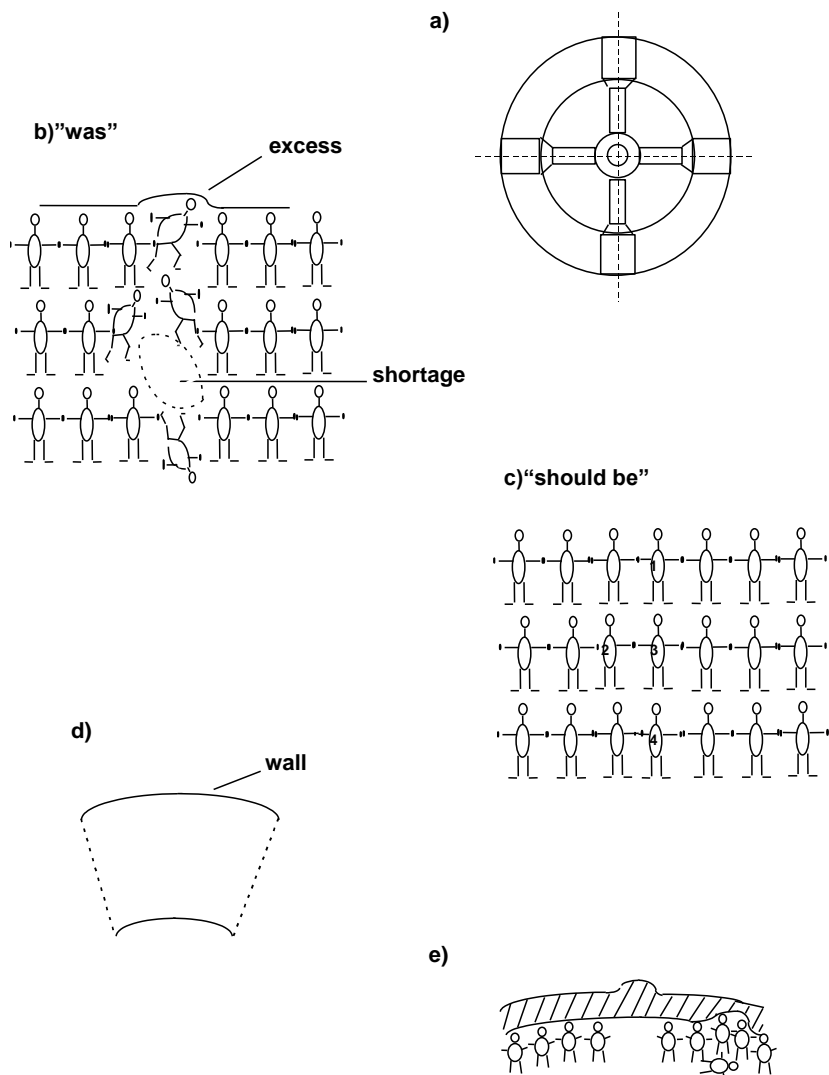 a)
b)”was”
excess
shortage
c)“should be”
1
2 3
4
d)
wall
e)